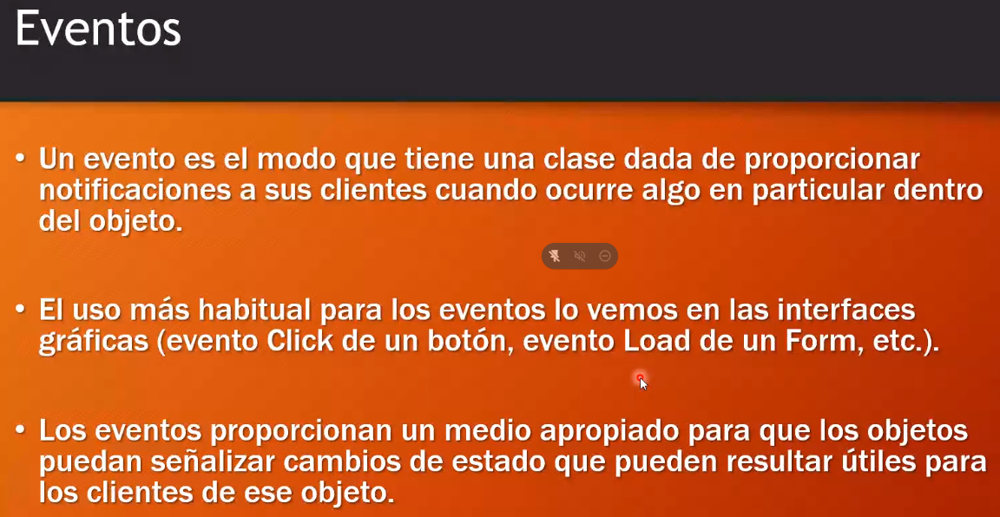 Eventos
• Un evento es el modo que tiene una clase dada de proporcionar
notificaciones a sus clientes cuando ocurre algo en particular dentro
del objeto.
• El uso más habitual para los eventos lo vemos en las interfaces
gráficas (evento Click de un botón, evento Load de un Form, etc.).
• Los eventos proporcionan un medio apropiado para que los objetos
puedan señalizar cambios de estado que pueden resultar útiles para
los clientes de ese objeto.